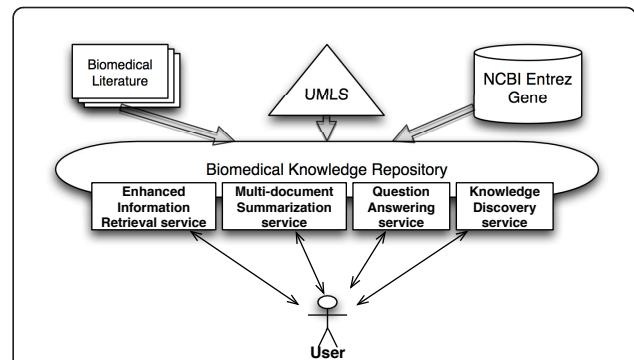 Biomedical
Literature
UMLS
NCBI Entrez
Gene
Biomedical Knowledge Repository
Enhanced
Information
Retrieval service
Multi-document
Summarization
service
Question
Answering
service
Knowledge
Discovery
service
User